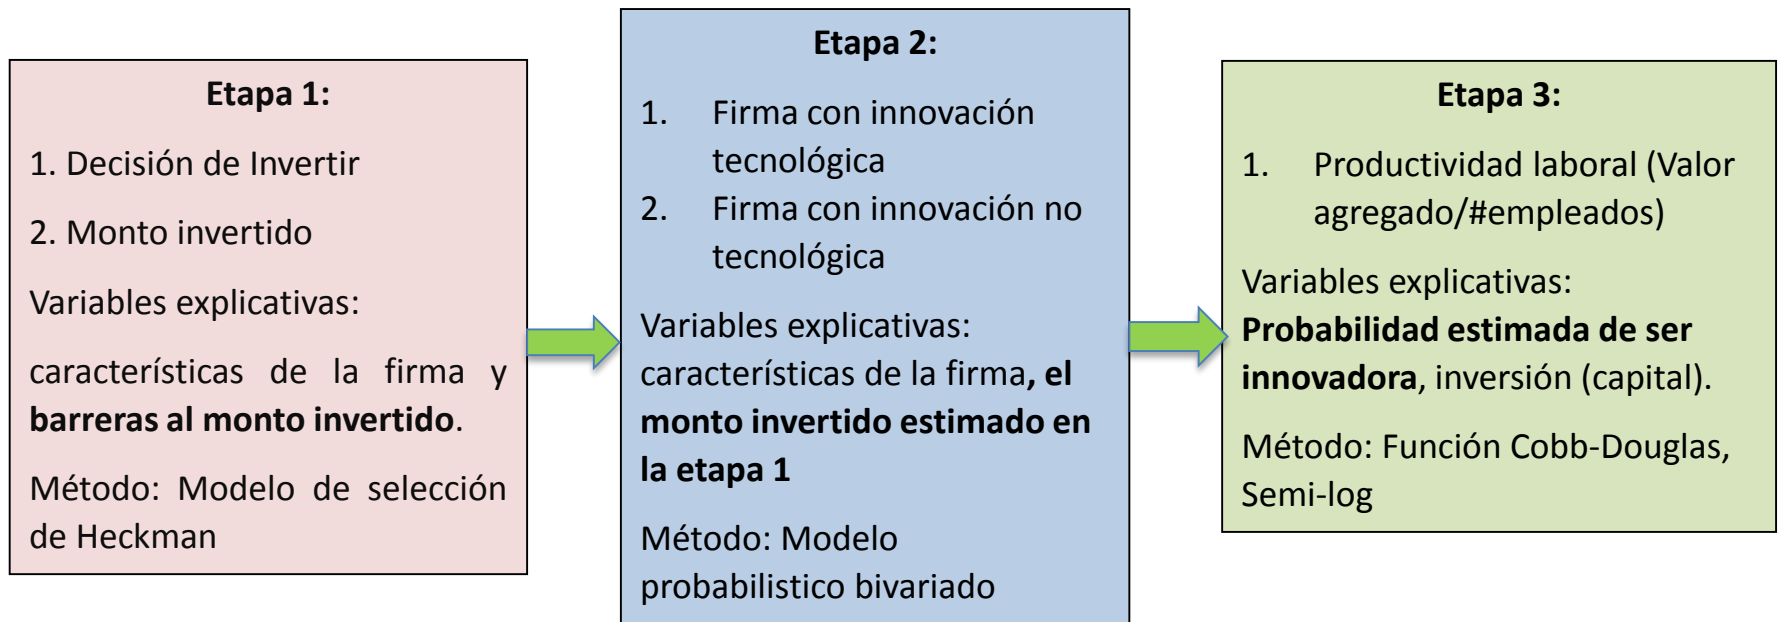 Etapa 1:
1. Decisión de Invertir
2. Monto invertido
Variables explicativas:
características de la firma y
barreras al monto invertido.
Método: Modelo de selección
de Heckman
Etapa 2:
1. Firma con innovación
tecnológica
2. Firma con innovación no
tecnológica
Variables explicativas:
características de la firma, el
monto invertido estimado en
la etapa 1
Método: Modelo
probabilistico bivariado
Etapa 3:
1. Productividad laboral (Valor
agregado/#empleados)
Variables explicativas:
Probabilidad estimada de ser
innovadora, inversión (capital).
Método: Función Cobb-Douglas,
Semi-log